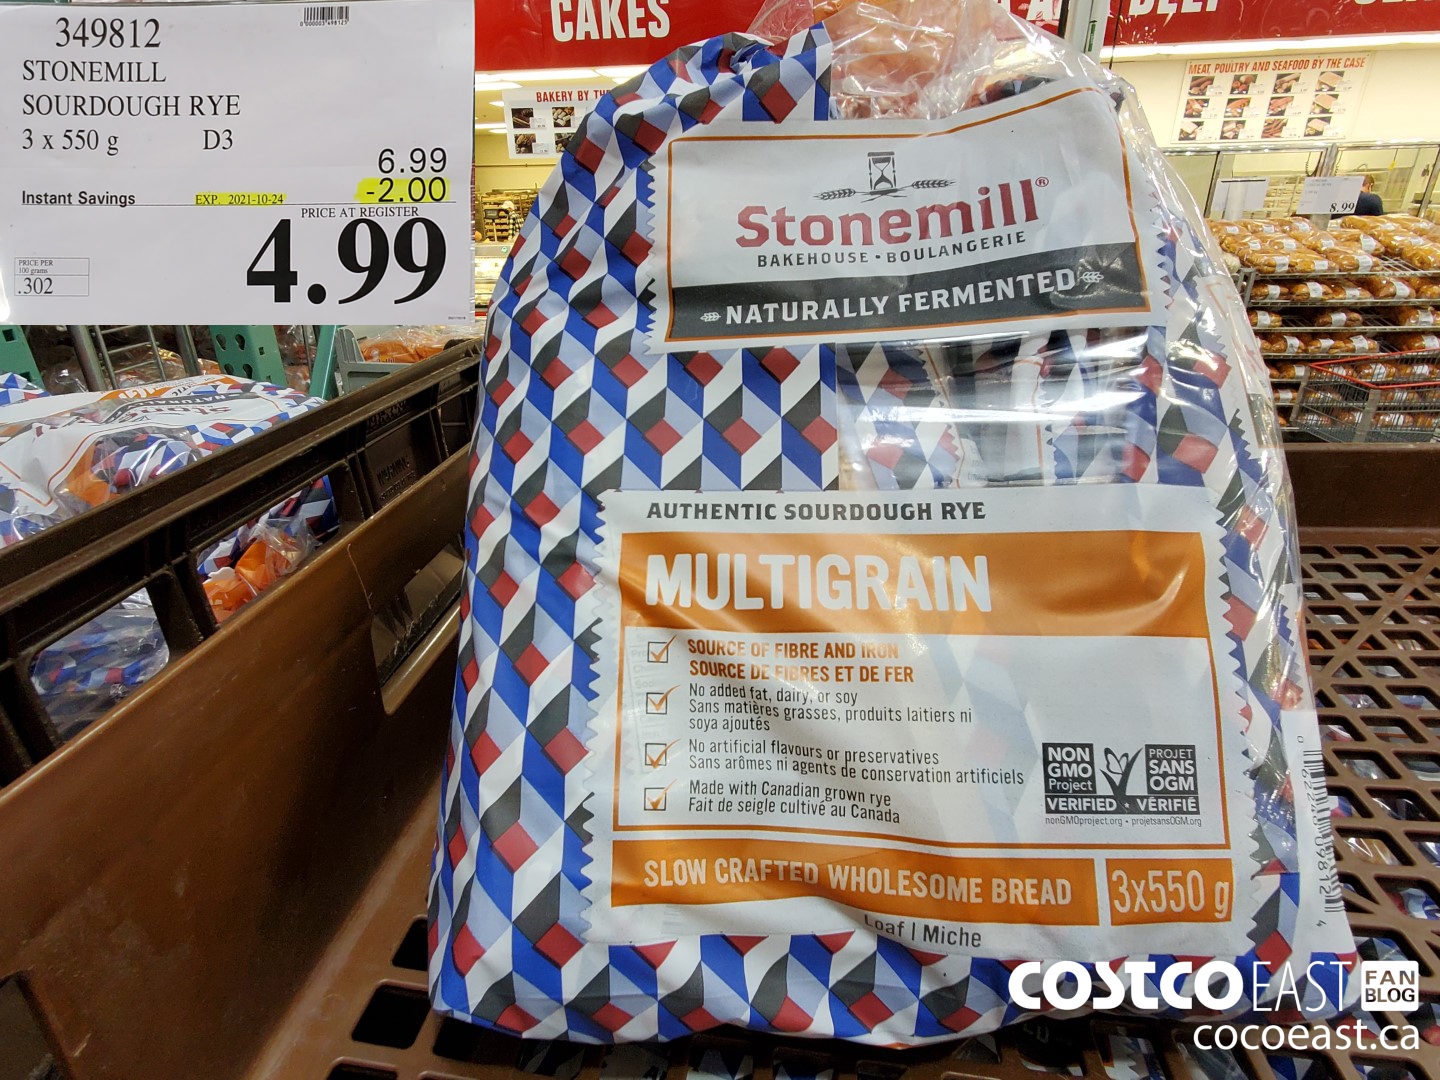 349812
STONEMILL
SOURDOUGH RYE
3 x 550 g D3
6.99
Instant Savings EXP. 2021-10-24 -2.00
PRICE AT REGISTER
4.99
PRICE PER
100 grams
.302
CAKES
BAKERY BY
MEAT, POULTRY AND SEAFOOD BY THE CASE
8.99
Stonemill®
BAKEHOUSE • BOULANGERIE
NATURALLY FERMENTED
AUTHENTIC SOURDOUGH RYE
MULTIGRAIN
SOURCE OF FIBRE AND IRON
SOURCE DE FIBRES ET DE FER
No added fat, dairy, or soy
Sans matières grasses, produits laitiers ni
soya ajoutés
No artificial flavours or preservatives
Sans arômes ni agents de conservation artificiels
Made with Canadian grown rye
Fait de seigle cultivé au Canada
NON
GMO
Project
PROJET
SANS
OGM
VERIFIED • VÉRIFIÉ
nonGMOproject.org • projetsansOGM.org
SLOW CRAFTED WHOLESOME BREAD
3x550 g
Loaf | Miche
COSTCO EAST FAN
BLOG
cocoeast.ca